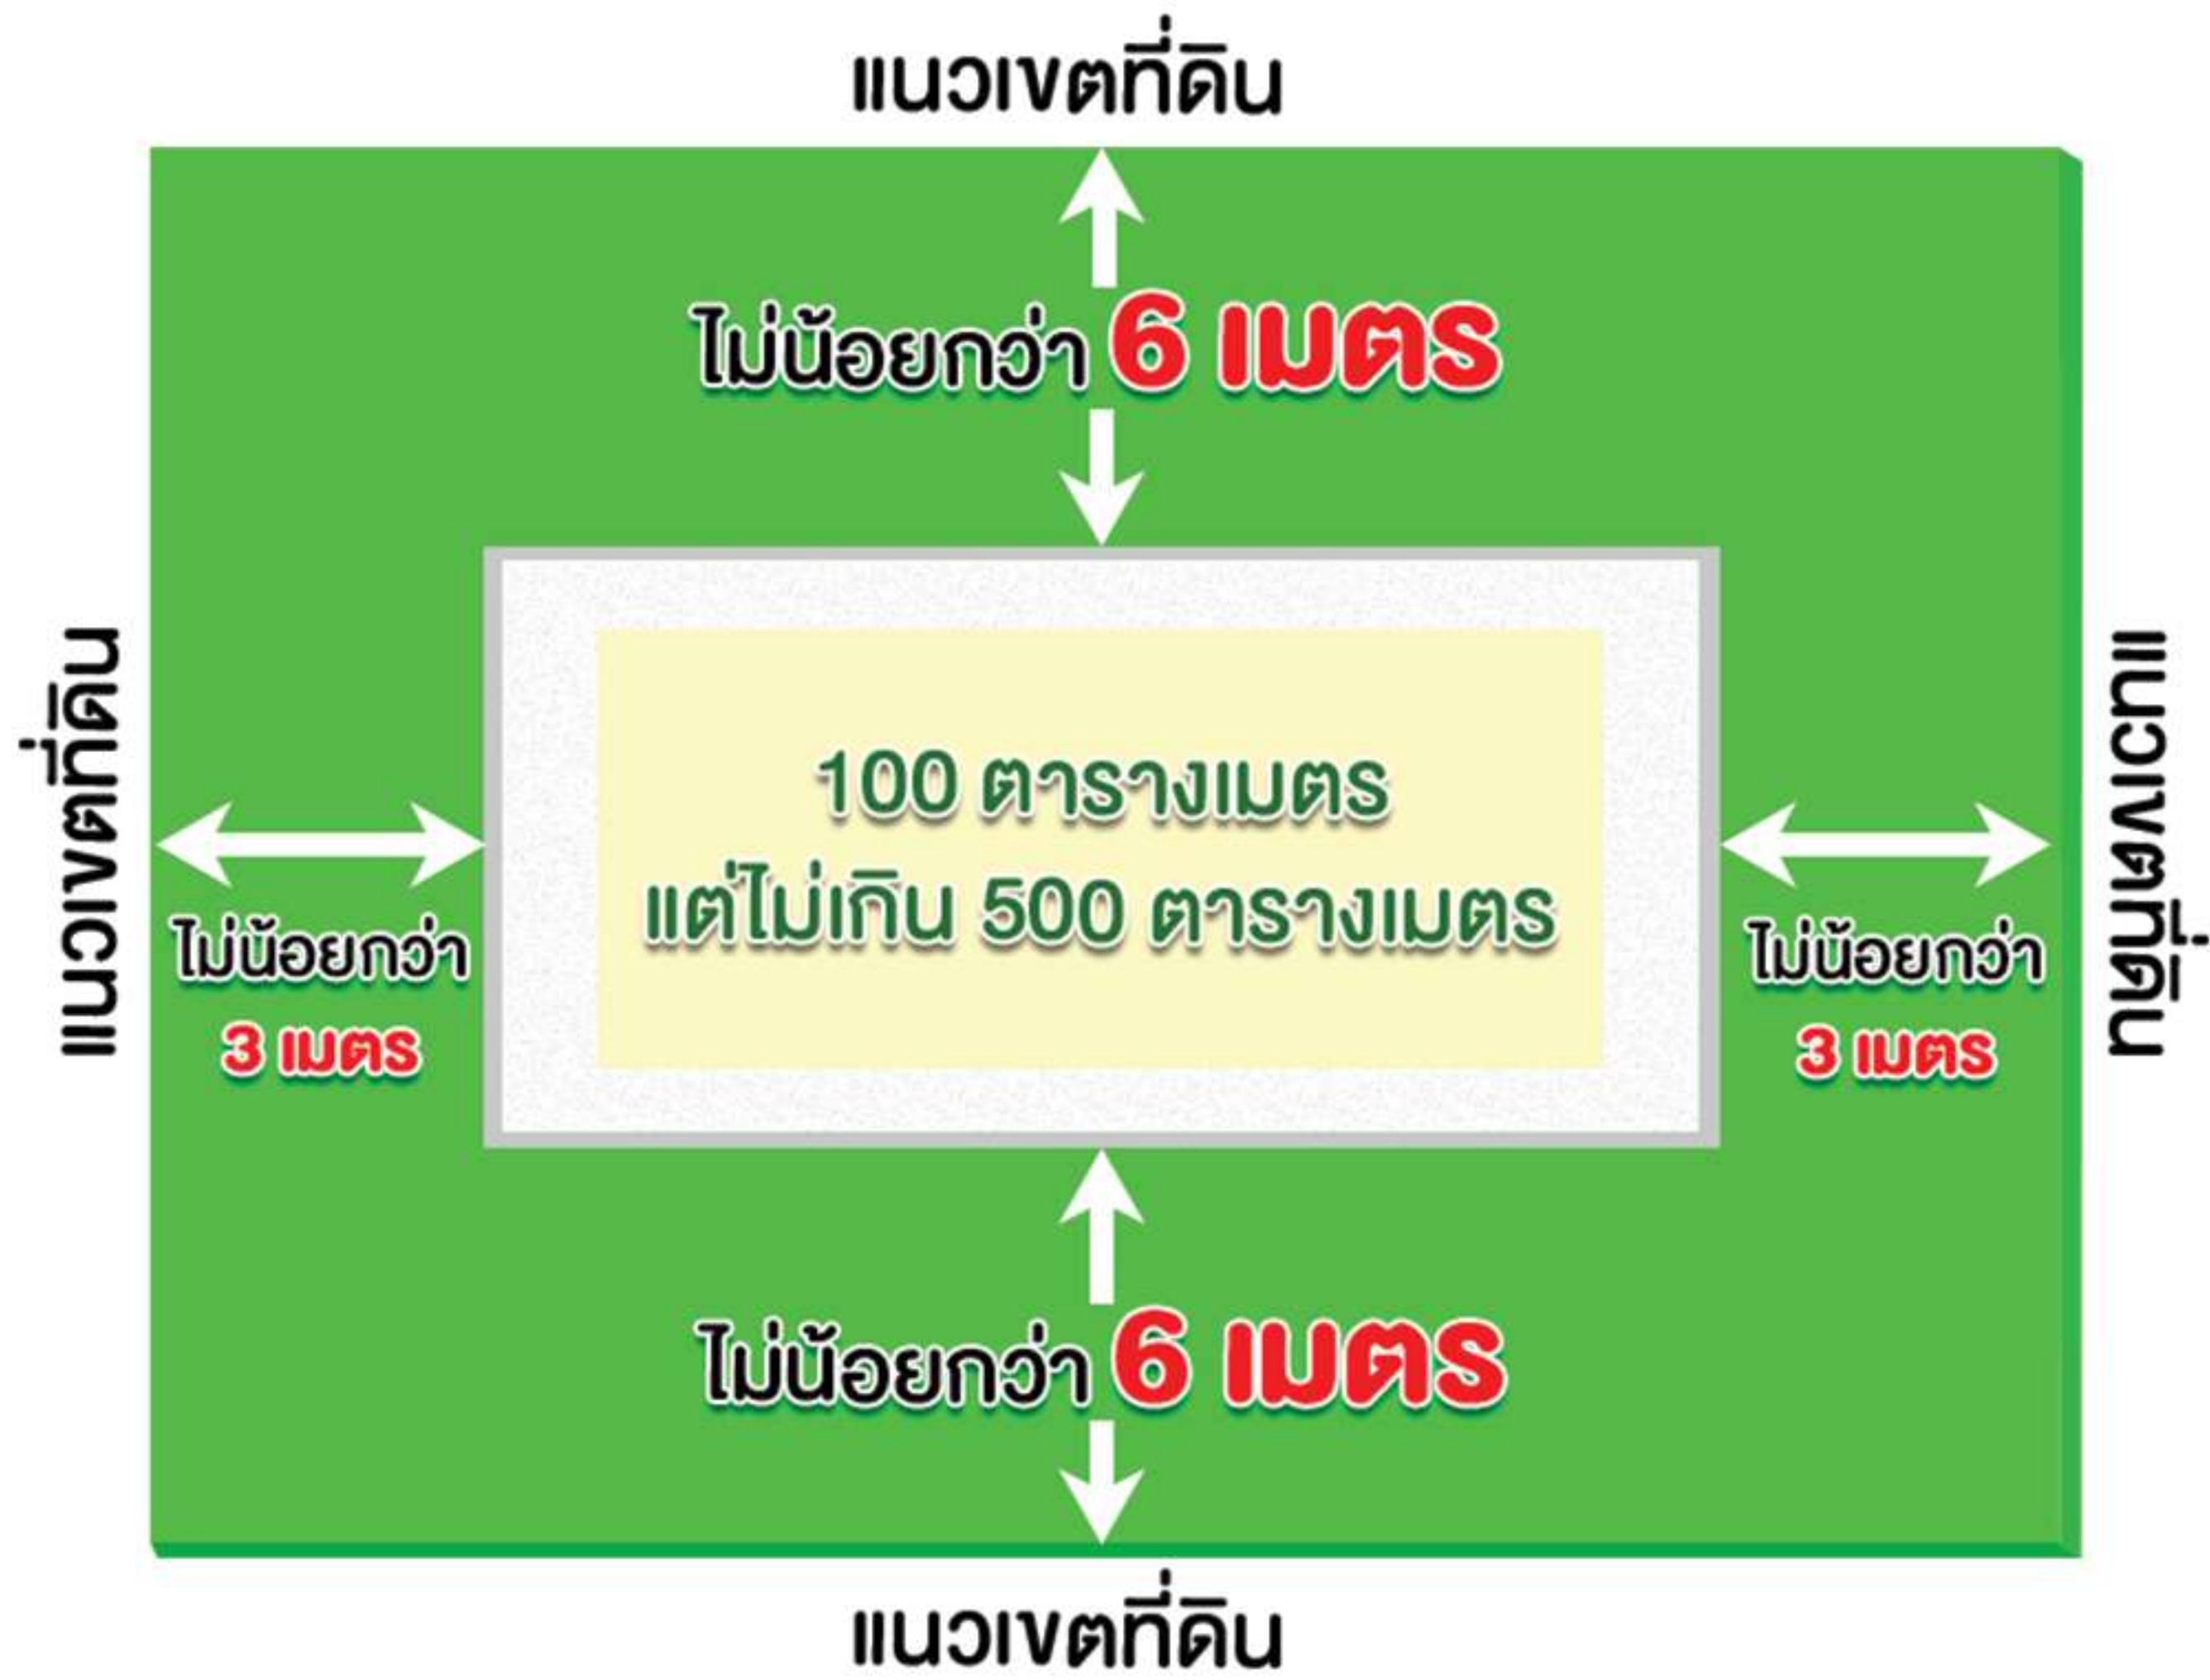 แนวเขตที่ดิน
ไม่น้อยกว่า 6 เมตร
แนวเขตที่ดิน
ไม่น้อยกว่า
3 เมตร
100 ตารางเมตร
แต่ไม่เกิน 500 ตารางเมตร
ไม่น้อยกว่า
3 เมตร
แนวเขตที่ดิน
ไม่น้อยกว่า 6 เมตร
แนวเขตที่ดิน